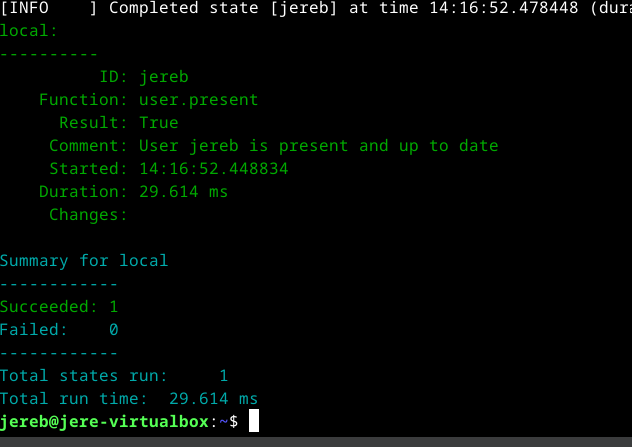 [INFO    ] Completed state [jereb] at time 14:16:52.478448 (dura
local:
----------
          ID: jereb
    Function: user.present
      Result: True
     Comment: User jereb is present and up to date
     Started: 14:16:52.448834
    Duration: 29.614 ms
     Changes:

Summary for local
------------
Succeeded: 1
Failed:    0
------------
Total states run:     1
Total run time:  29.614 ms
jereb@jere-virtualbox:~$